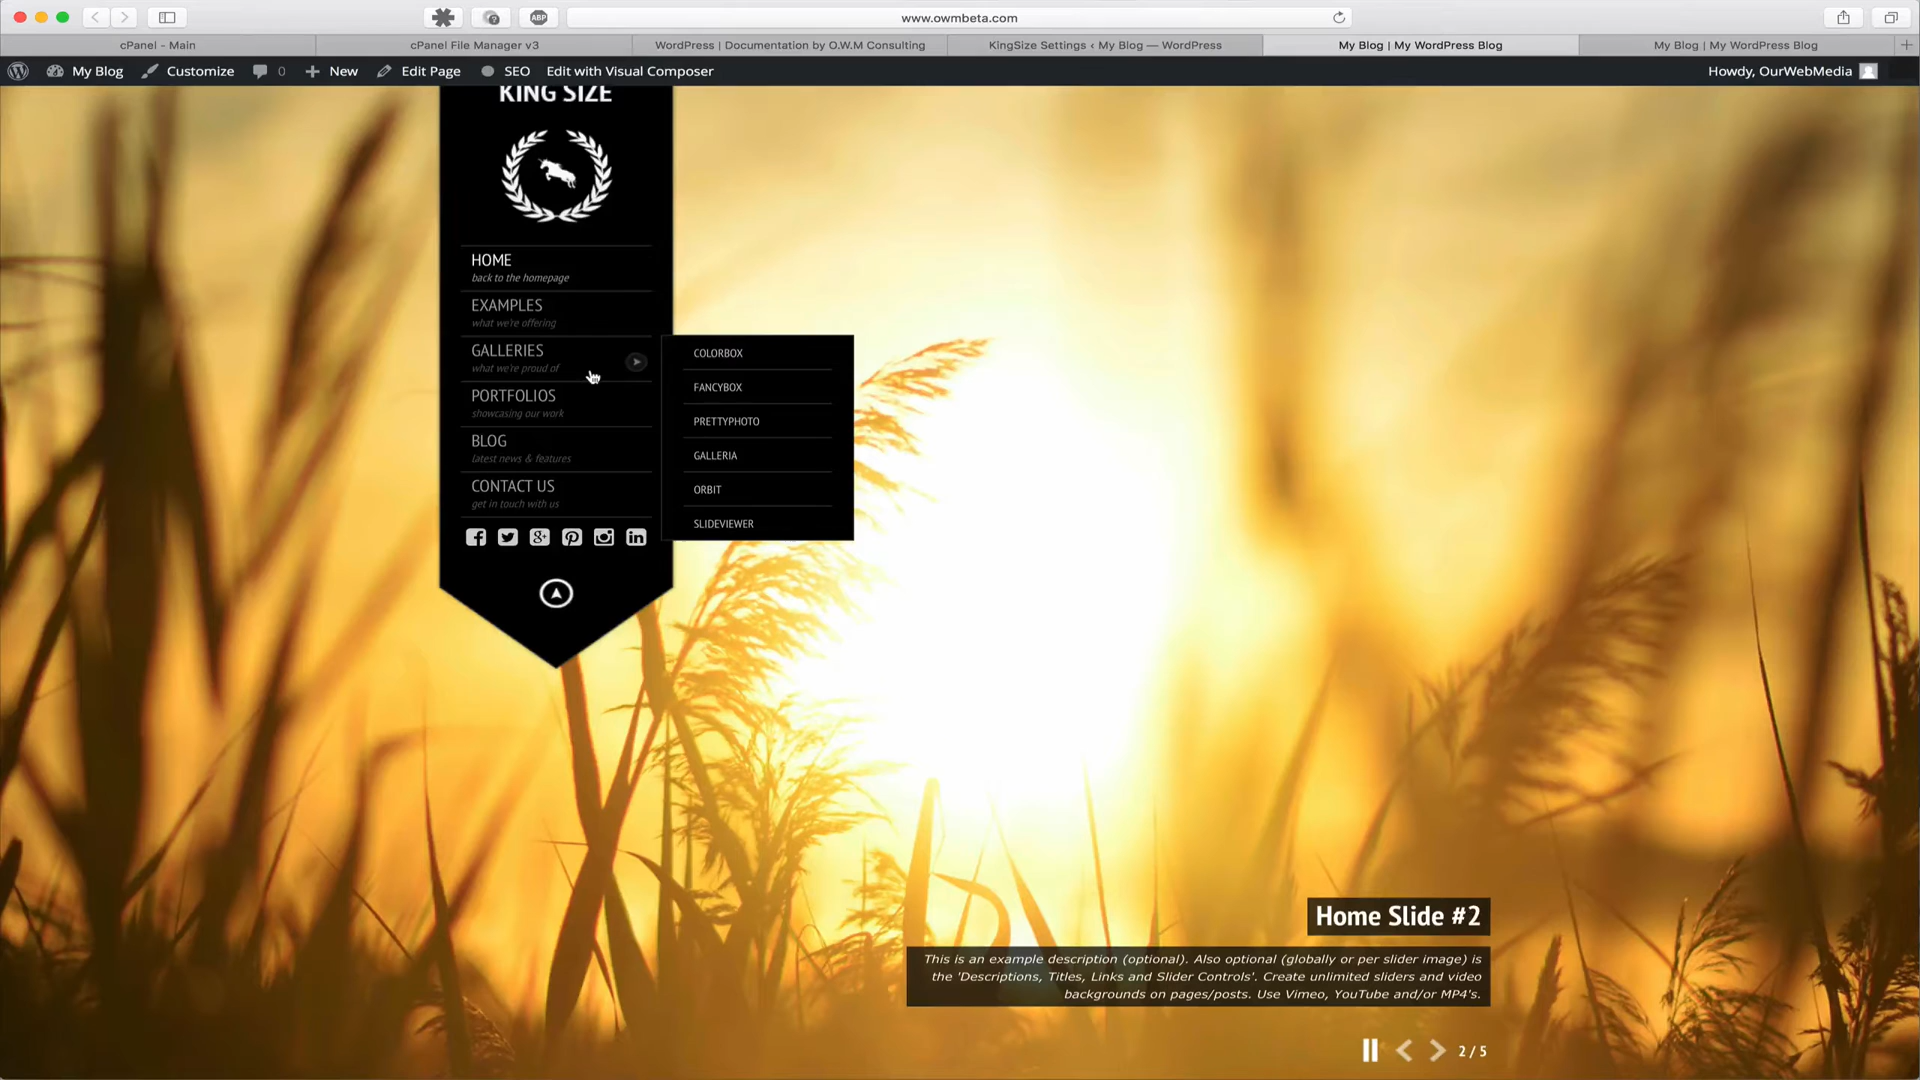 www.owmbeta.com
ABP
cPanel - Main
cPanel File Manager v3
WordPress | Documentation by O.W.M Consulting
KingSize Settings ‹ My Blog — WordPress
My Blog | My WordPress Blog
My Blog | My WordPress Blog
My Blog
Customize
0
New
Edit Page
SEO
Edit with Visual Composer
Howdy, OurWebMedia
KING SIZE
HOME
back to the homepage
EXAMPLES
what we're offering
GALLERIES
what we're proud of
PORTFOLIOS
showcasing our work
BLOG
latest news & features
CONTACT US
get in touch with us
COLORBOX
FANCYBOX
PRETTYPHOTO
GALLERIA
ORBIT
SLIDEVIEWER
Home Slide #2
This is an example description (optional). Also optional (globally or per slider image) is
the 'Descriptions, Titles, Links and Slider Controls'. Create unlimited sliders and video
backgrounds on pages/posts. Use Vimeo, YouTube and/or MP4's.
2 / 5